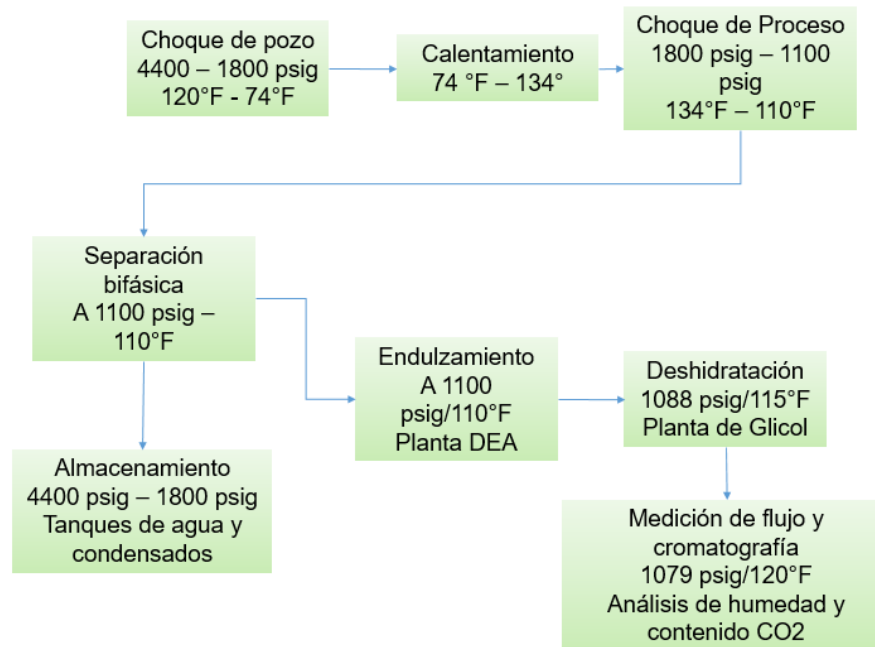 Choque de pozo
4400 – 1800 psig
120°F - 74°F
Calentamiento
74 °F – 134°
Choque de Proceso
1800 psig – 1100
psig
134°F – 110°F
Separación
bifásica
A 1100 psig –
110°F
Endulzamiento
A 1100
psig/110°F
Planta DEA
Deshidratación
1088 psig/115°F
Planta de Glicol
Almacenamiento
4400 psig – 1800 psig
Tanques de agua y
condensados
Medición de flujo y
cromatografía
1079 psig/120°F
Análisis de humedad y
contenido CO2